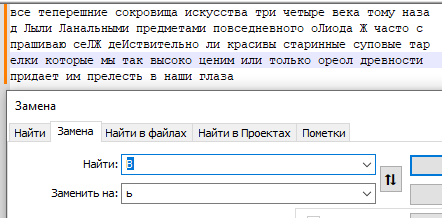 все теперешние сокровища искусства три четыре века тому наза
д Лыли Ланальными предметами повседневного оЛиода Ж часто с
прашиваю селЖ деЙствительно ли красивы старинные суповые тар
елки которые мы так высоко ценим или только ореол древности
придает им прелесть в наши глаза
Замена
Найти Замена Найти в файлах Найти в Проектах Пометки
Найти: В
Заменить на: ь